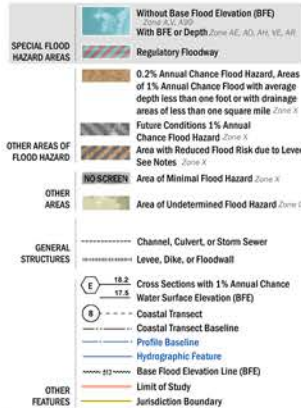 Without Base Flood Elevation (BFE)
Zone A,V, A99
With BFE or Depth Zone AE, AO, AH, VE, AR
SPECIAL FLOOD
HAZARD AREAS
Regulatory Floodway
0.2% Annual Chance Flood Hazard, Areas
of 1% Annual Chance Flood with average
depth less than one foot or with drainage
areas of less than one square mile Zone X
Future Conditions 1% Annual
Chance Flood Hazard Zone X
OTHER AREAS OF
FLOOD HAZARD
Area with Reduced Flood Risk due to Levee
See Notes Zone X
NO SCREEN Area of Minimal Flood Hazard Zone X
OTHER
AREAS
Area of Undetermined Flood Hazard Zone
GENERAL
STRUCTURES
Channel, Culvert, or Storm Sewer
Levee, Dike, or Floodwall
E 18.2 Cross Sections with 1% Annual Chance
17.5 Water Surface Elevation (BFE)
8 Coastal Transect
Coastal Transect Baseline
Profile Baseline
Hydrographic Feature
513 Base Flood Elevation Line (BFE)
OTHER
FEATURES
Limit of Study
Jurisdiction Boundary